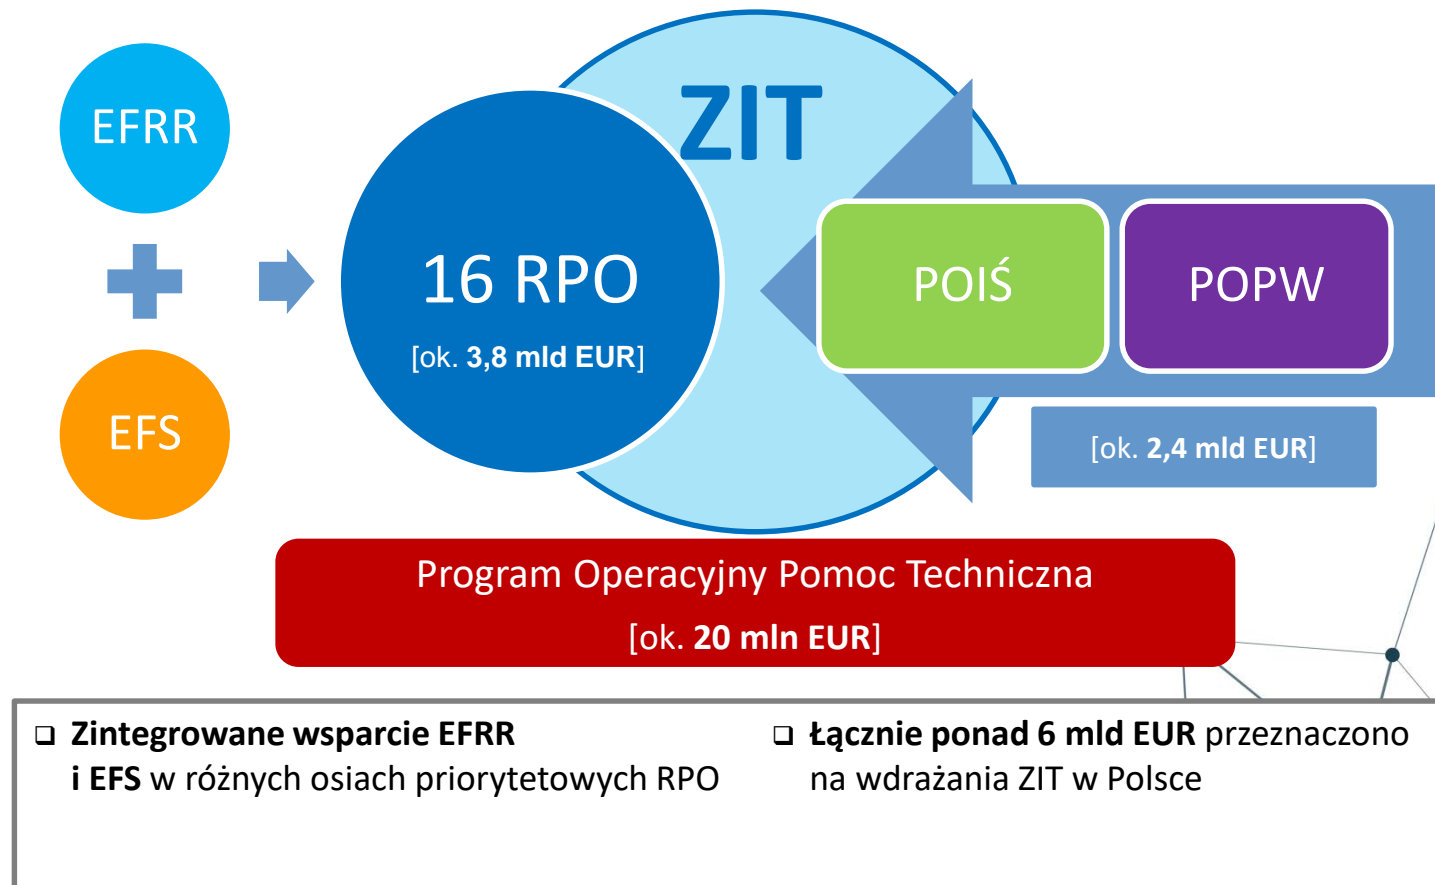 EFRR
EFS
16 RPO
[ok. 3,8 mld EUR]
ZIT
POIŚ
POPW
[ok. 2,4 mld EUR]
Program Operacyjny Pomoc Techniczna
[ok. 20 mln EUR]
Zintegrowane wsparcie EFRR
i EFS w różnych osiach priorytetowych RPO
Łącznie ponad 6 mld EUR przeznaczono
na wdrażania ZIT w Polsce